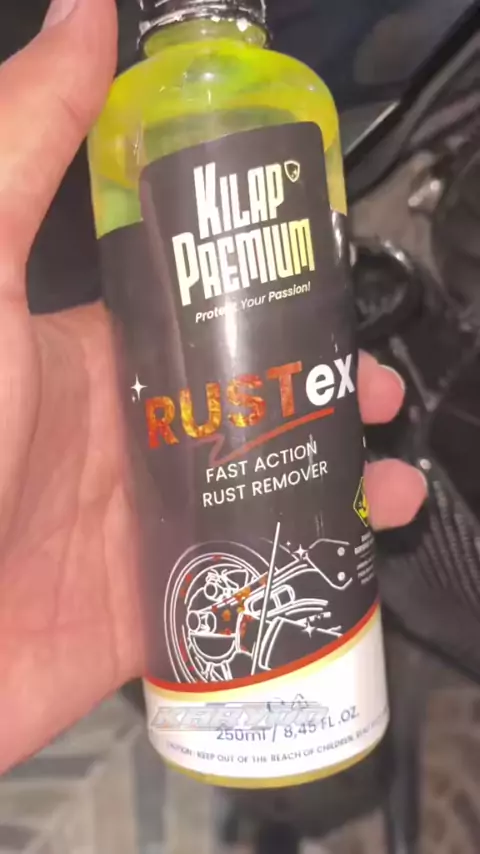 KILAP
PREMIUM
Protect Your Passion!
RUSTex
FAST ACTION
RUST REMOVER
250ml / 8,45 FL .OZ.
CAUTION: KEEP OUT OF THE REACH OF CHILDREN.